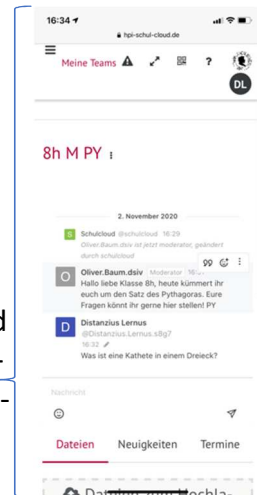 16:34
hpi-schul-cloud.de
Meine Teams
?
DL
8h M PY
2. November 2020
S
Schulcloud @schulcloud 16:29
Oliver.Baum.dsiv ist jetzt moderator, geändert
durch schulcloud
O
Oliver.Baum.dsiv Moderator
Hallo liebe Klasse 8h, heute kümmert ihr
euch um den Satz des Pythagoras. Eure
Fragen könnt ihr gerne hier stellen! PY
D
Distanzius Lernus
@Distanzius.Lernus.s8g7
16:32
Was ist eine Kathete in einem Dreieck?
d
-
-
Nachricht
Dateien Neuigkeiten Termine